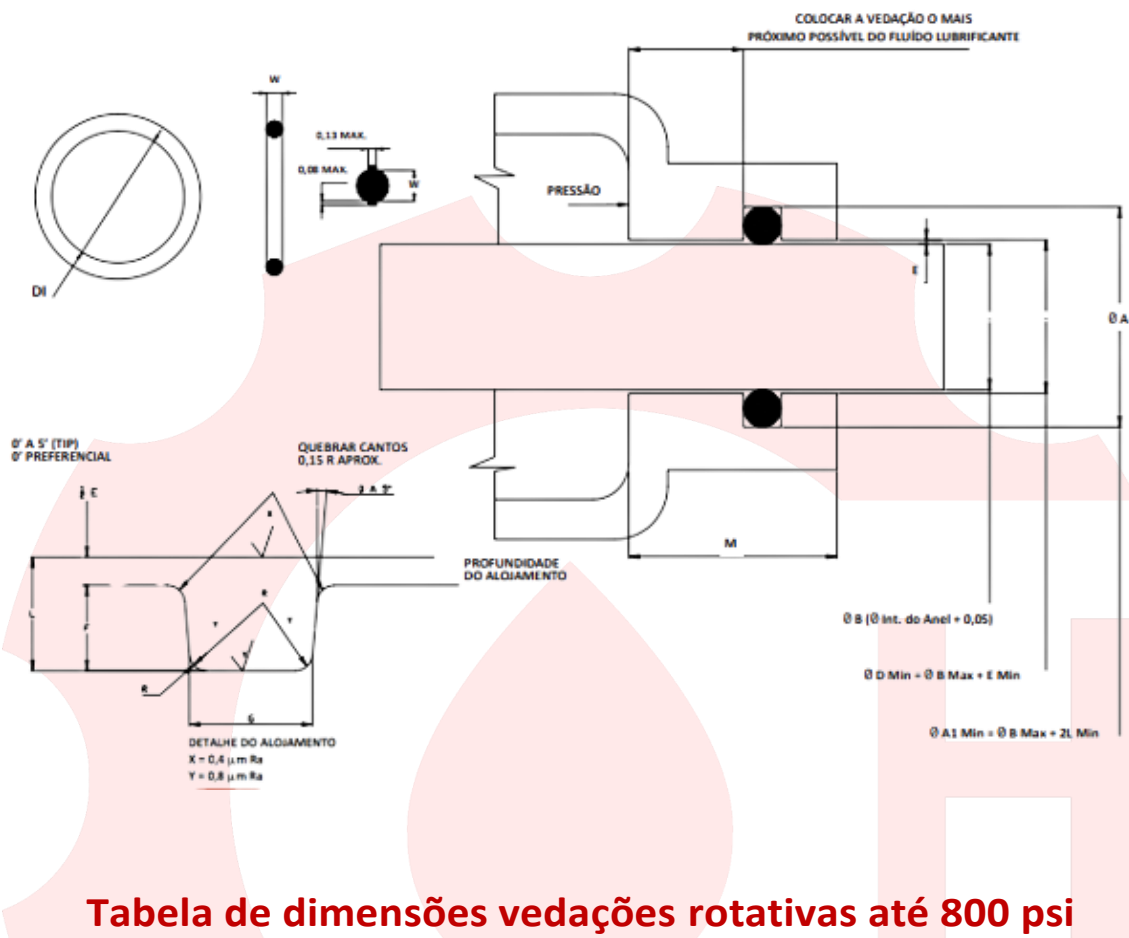 COLOCAR A VEDAÇÃO O MAIS
PRÓXIMO POSSÍVEL DO FLUÍDO LUBRIFICANTE
W
0,13 MAX.
0,08 MAX.
W
PRESSÃO
DI
E
Ø A
0° A 5° (TIP)
0° PREFERENCIAL
QUEBRAR CANTOS
0,15 R APROX.
E
X
PROFUNDIDADE
DO ALOJAMENTO
L
F
R
Y
Y
X
R
G
M
DETALHE DO ALOJAMENTO
X = 0,4 µm Ra
Y = 0,8 µm Ra
Ø B (Ø Int. do Anel + 0,05)
Ø D Min = Ø B Max + E Min
Ø A1 Min = Ø B Max + 2L Min
Tabela de dimensões vedações rotativas até 800 psi